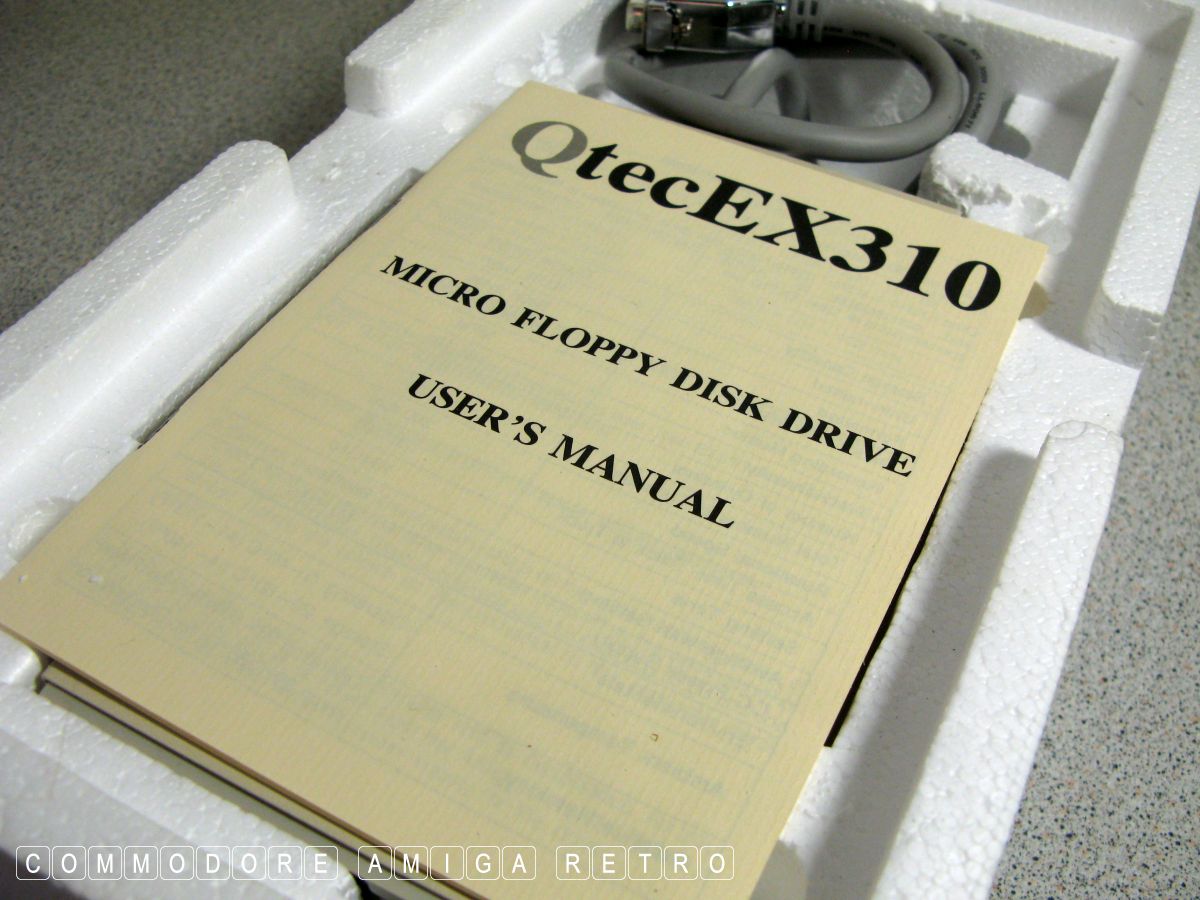 QtecEX310
MICRO FLOPPY DISK DRIVE
USER'S MANUAL
COMMODORE AMIGA RETRO